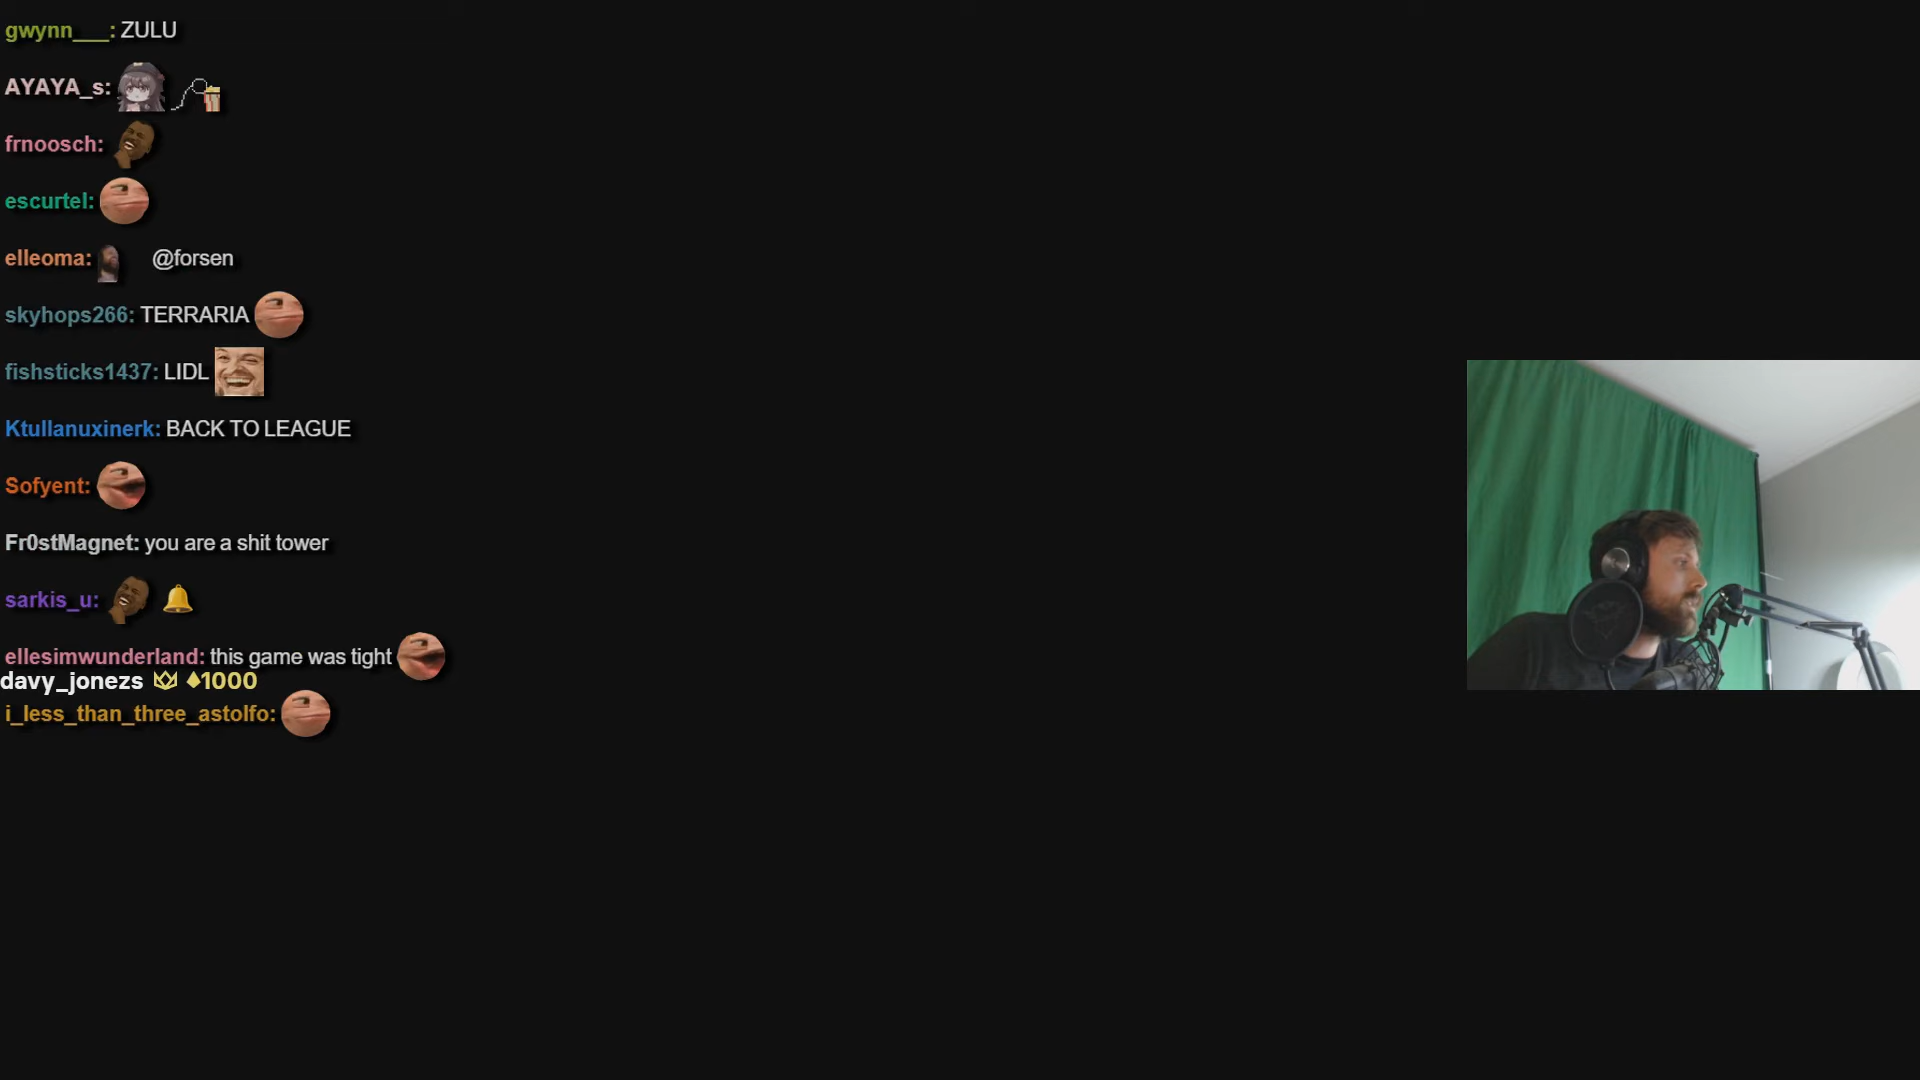 gwynn___: ZULU
AYAYA_s:
frnoosch:
escurtel:
elleoma: @forsen
skyhops266: TERRARIA
fishsticks1437: LIDL
Ktullanuxinerk: BACK TO LEAGUE
Sofyent:
Fr0stMagnet: you are a shit tower
sarkis_u:
ellesimwunderland: this game was tight
davy_jonezs 1000
i_less_than_three_astolfo: